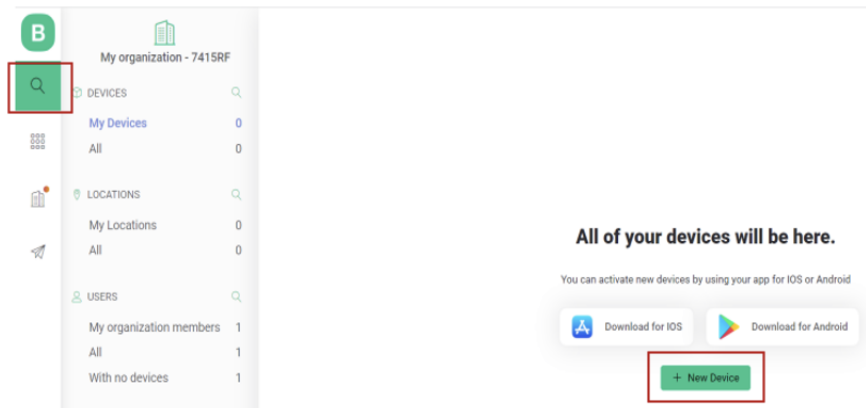 B
My organization - 7415RF
DEVICES
My Devices 0
All 0
LOCATIONS
My Locations 0
All 0
USERS
My organization members 1
All 1
With no devices 1
All of your devices will be here.
You can activate new devices by using your app for IOS or Android
Download for IOS
Download for Android
+ New Device